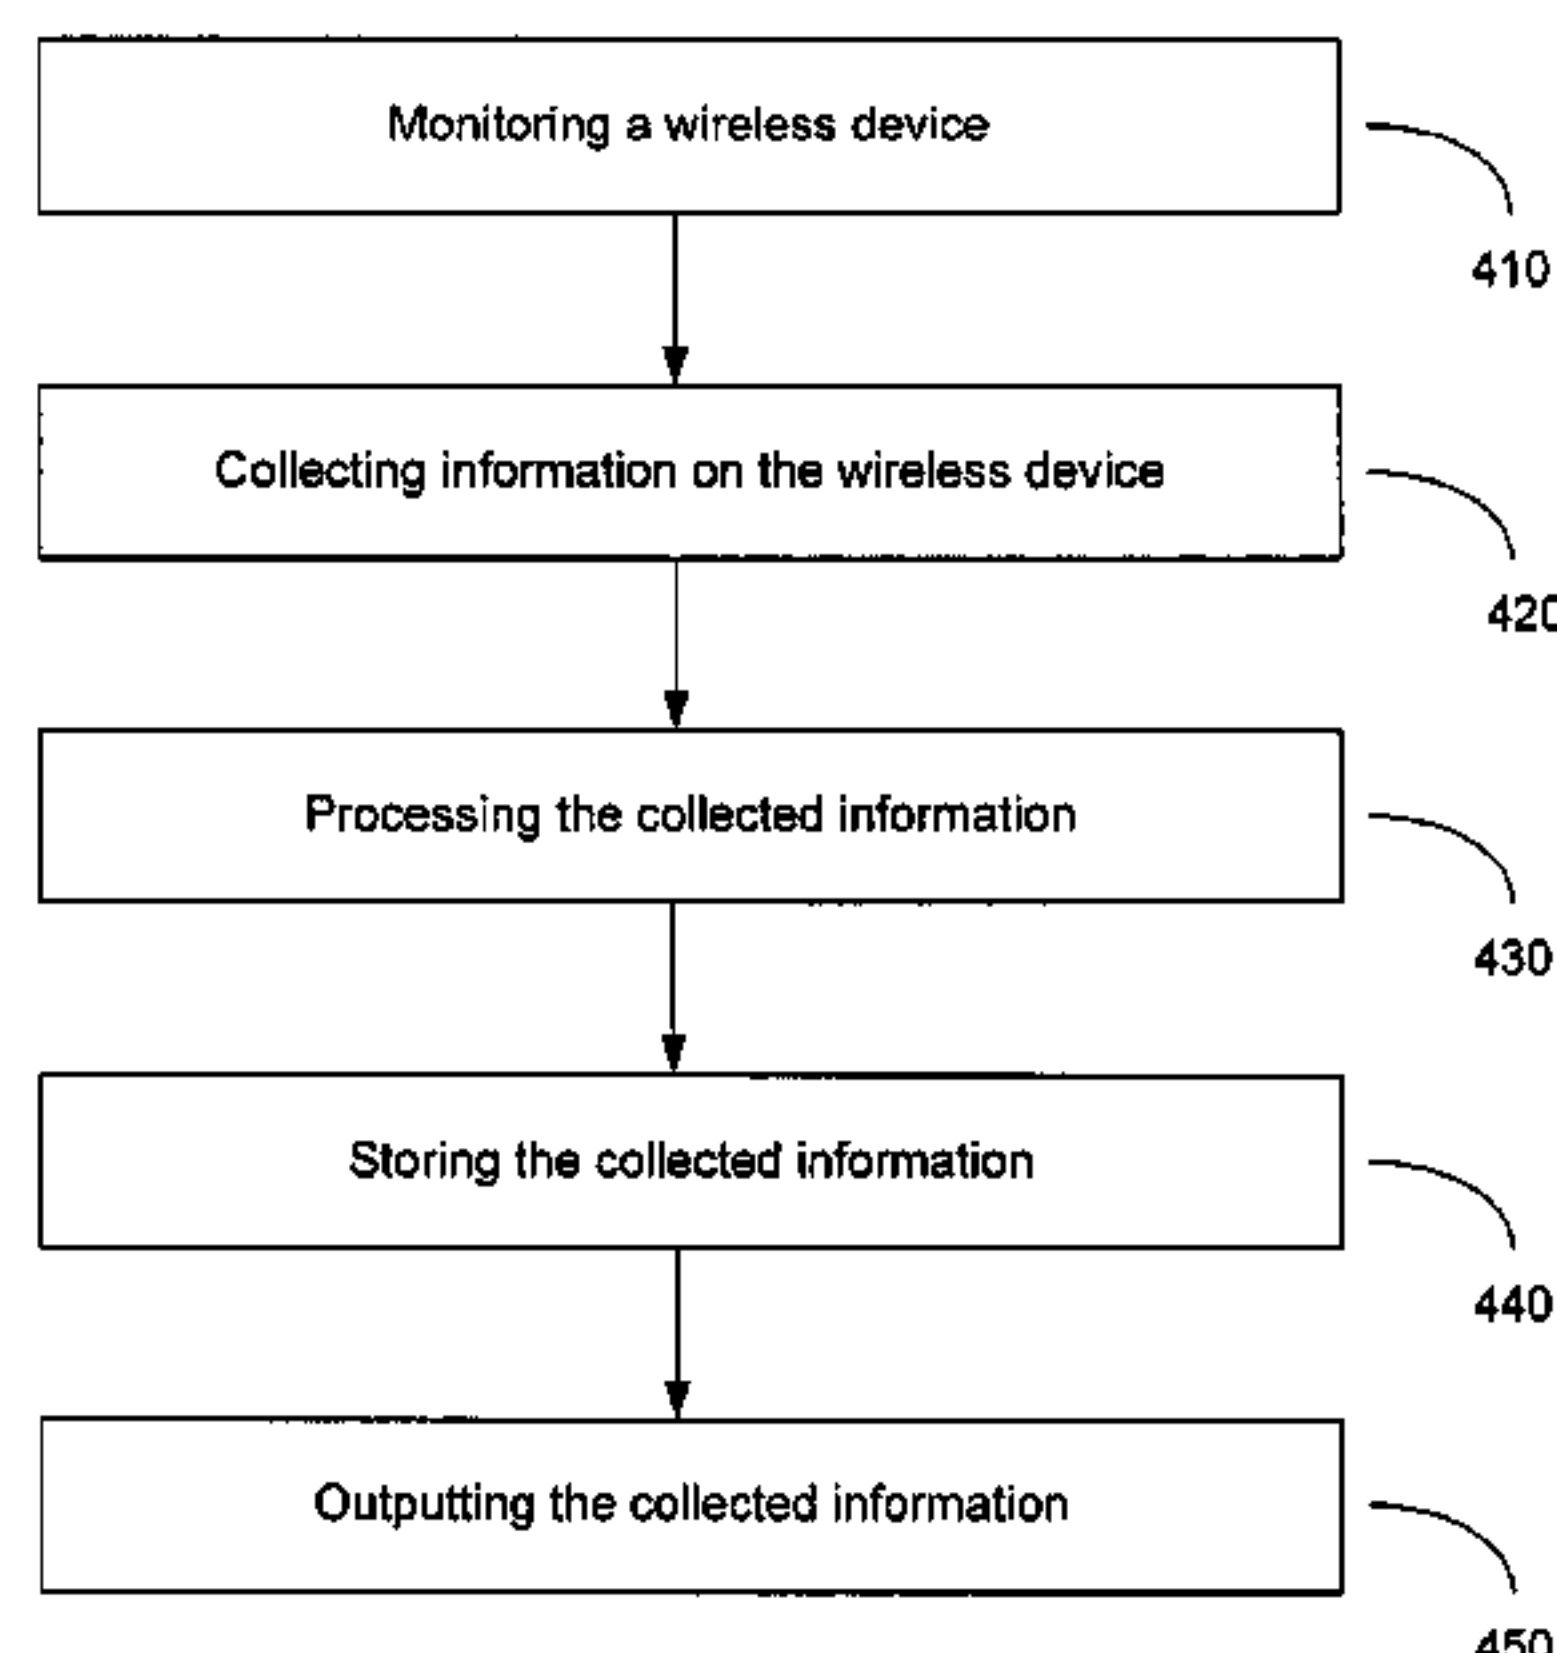 Monitoring a wireless device
410
Collecting information on the wireless device
420
Processing the collected information
430
Storing the collected information
440
Outputting the collected information
450